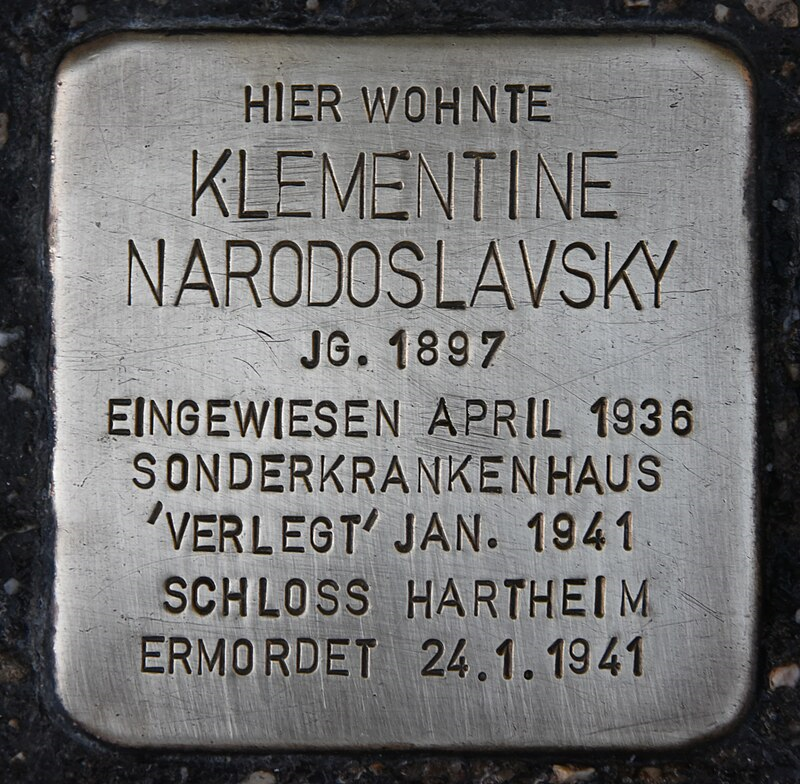 HIER WOHNTE
KLEMENTINE
NARODOSLAVSKY
JG. 1897
EINGEWIESEN APRIL 1936
SONDERKRANKENHAUS
'VERLEGT' JAN. 1941
SCHLOSS HARTHEIM
ERMORDET 24.1.1941